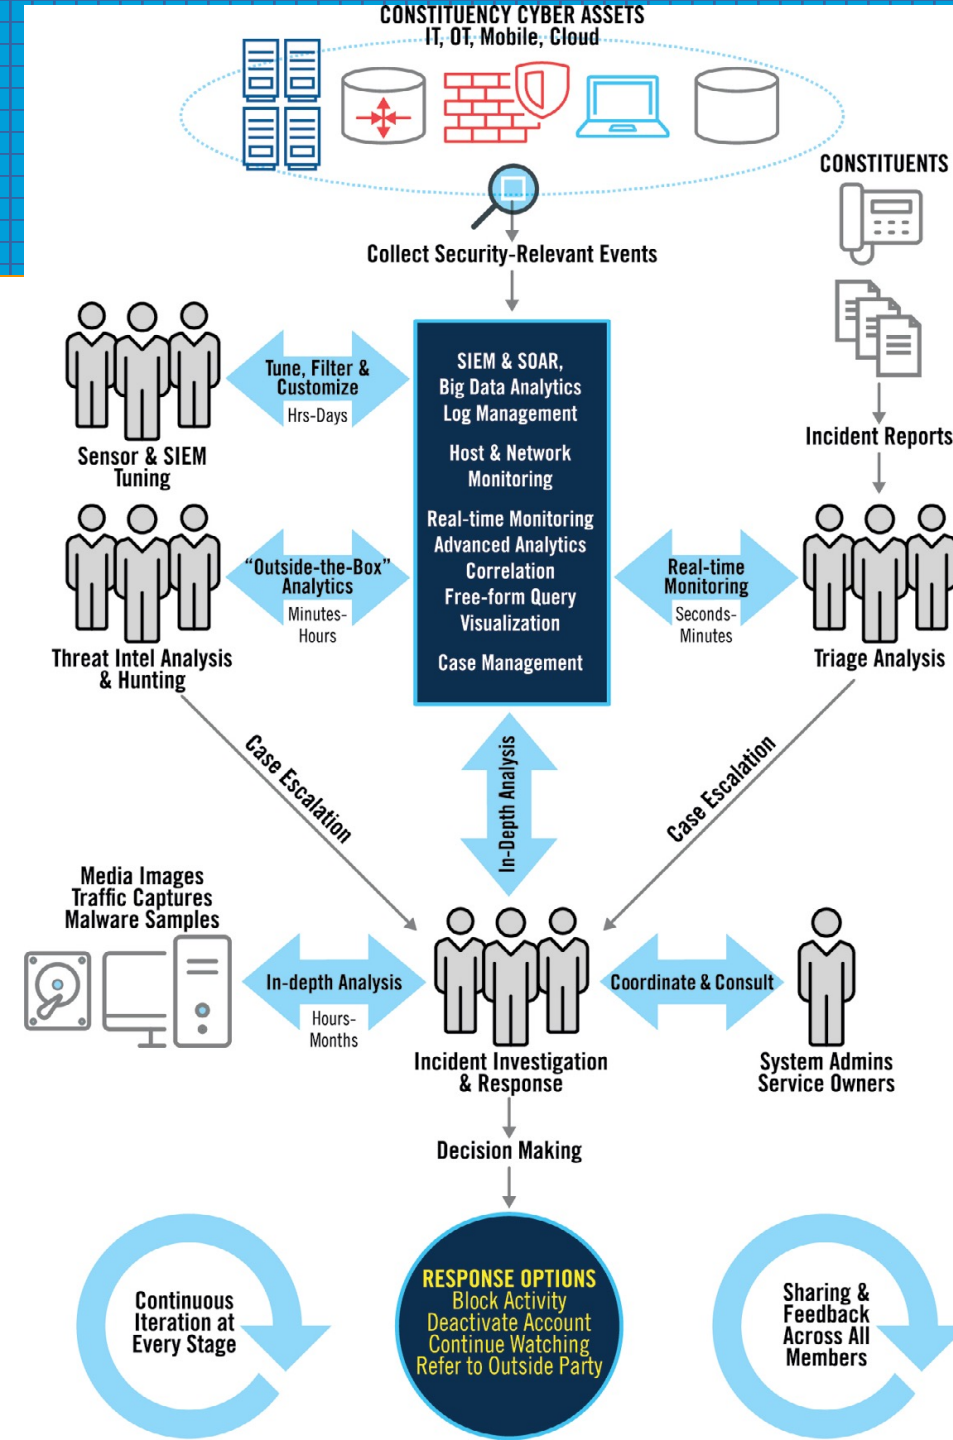 CONSTITUENCY CYBER ASSETS
IT, OT, Mobile, Cloud
CONSTITUENTS
Collect Security-Relevant Events
Incident Reports
Tune, Filter &
Customize
Hrs-Days
Sensor & SIEM
Tuning
SIEM & SOAR,
Big Data Analytics
Log Management
Host & Network
Monitoring
Real-time Monitoring
Advanced Analytics
Correlation
Free-form Query
Visualization
Case Management
“Outside-the-Box”
Analytics
Minutes-
Hours
Threat Intel Analysis
& Hunting
Real-time
Monitoring
Seconds-
Minutes
Triage Analysis
Case Escalation
In-Depth Analysis
Case Escalation
Media Images
Traffic Captures
Malware Samples
In-depth Analysis
Hours-
Months
Incident Investigation
& Response
Coordinate & Consult
System Admins
Service Owners
Decision Making
Continuous
Iteration at
Every Stage
RESPONSE OPTIONS
Block Activity
Deactivate Account
Continue Watching
Refer to Outside Party
Sharing &
Feedback
Across All
Members